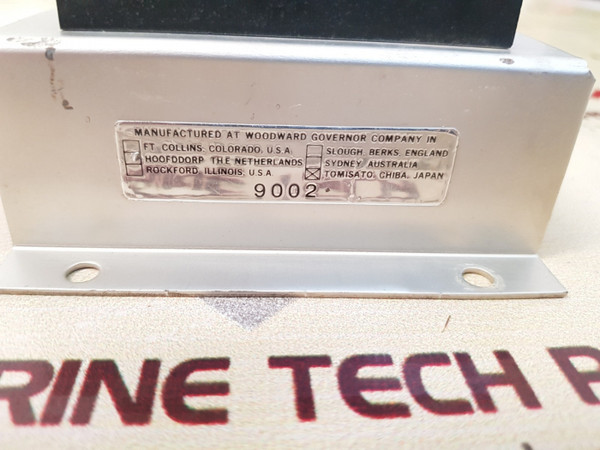 MANUFACTURED AT WOODWARD GOVERNOR COMPANY IN
FT. COLLINS, COLORADO, U.S.A.
HOOFDDORP, THE NETHERLANDS
ROCKFORD, ILLINOIS, U.S.A.
SLOUGH, BERKS, ENGLAND
SYDNEY, AUSTRALIA
TOMISATO, CHIBA, JAPAN
9002
RINE TECH P